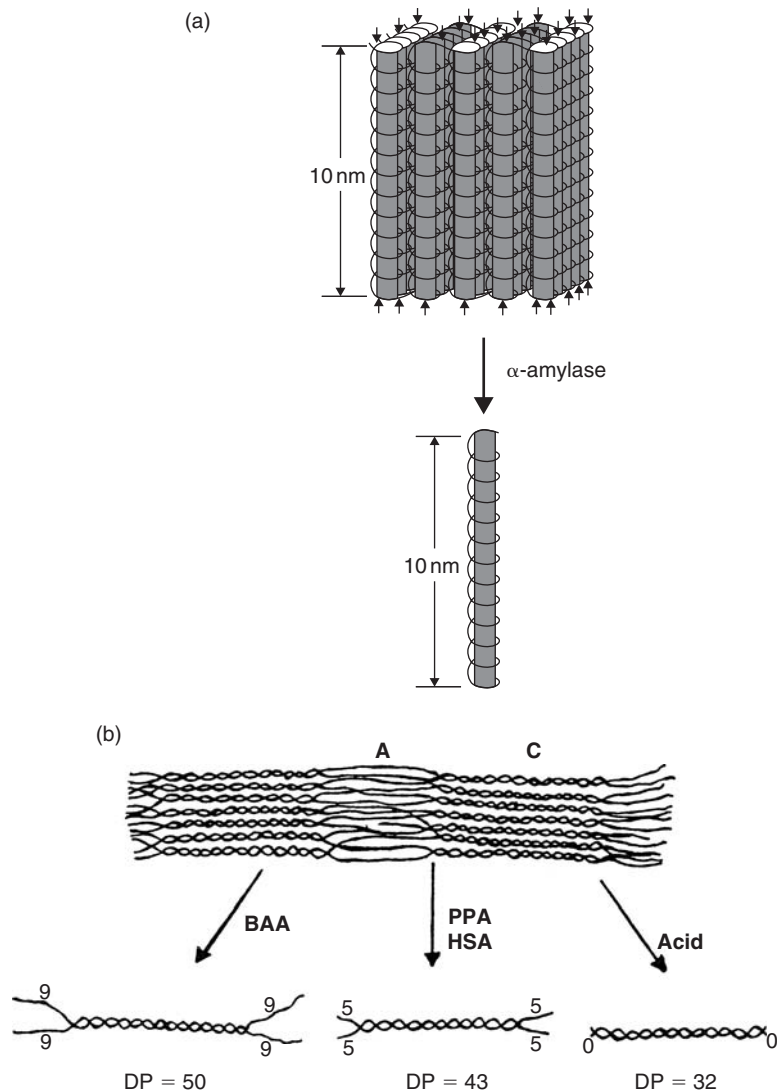 (a)
10 nm
α-amylase
10 nm
(b)
A C
BAA
PPA
HSA
Acid
9 9 5 5
9 9 5 5 0 0
DP = 50 DP = 43 DP = 32